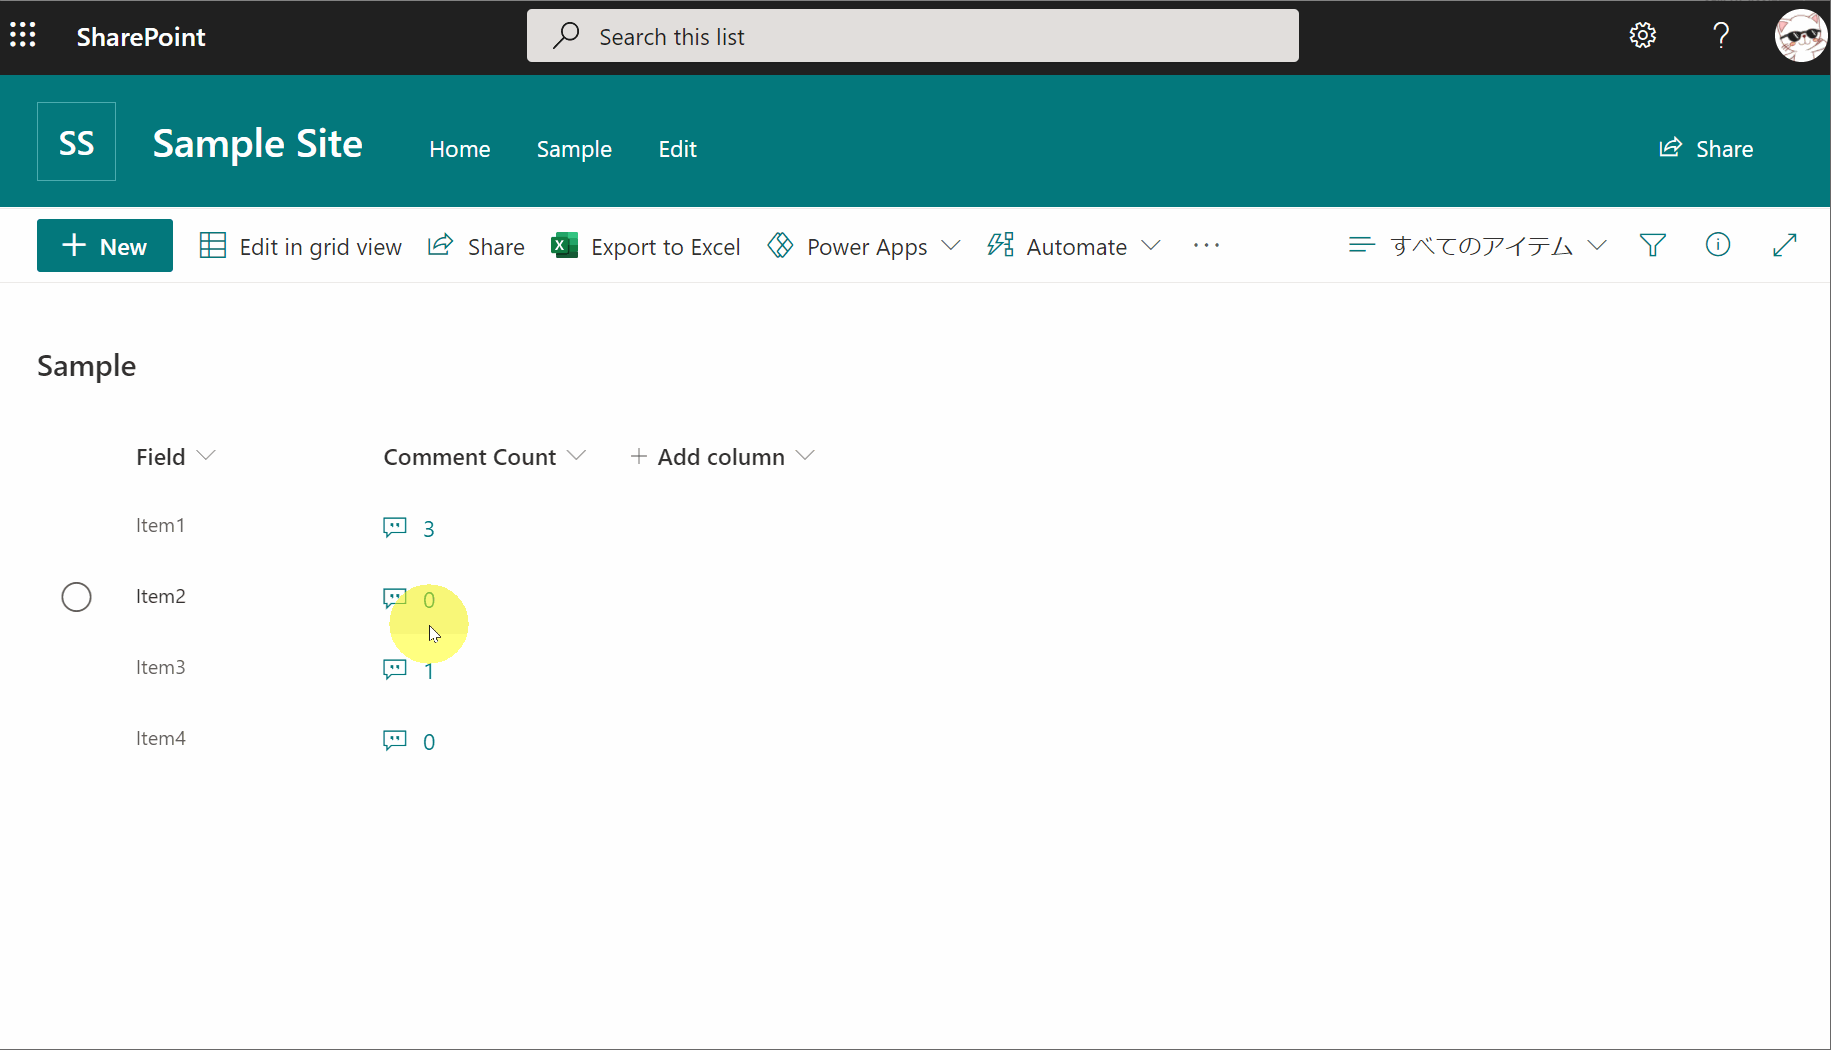 SharePoint
Search this list
SS
Sample Site
Home
Sample
Edit
Share
New
Edit in grid view
Share
Export to Excel
Power Apps
Automate
すべてのアイテム
Sample
Field
Comment Count
Add column
Item1
3
Item2
0
Item3
1
Item4
0